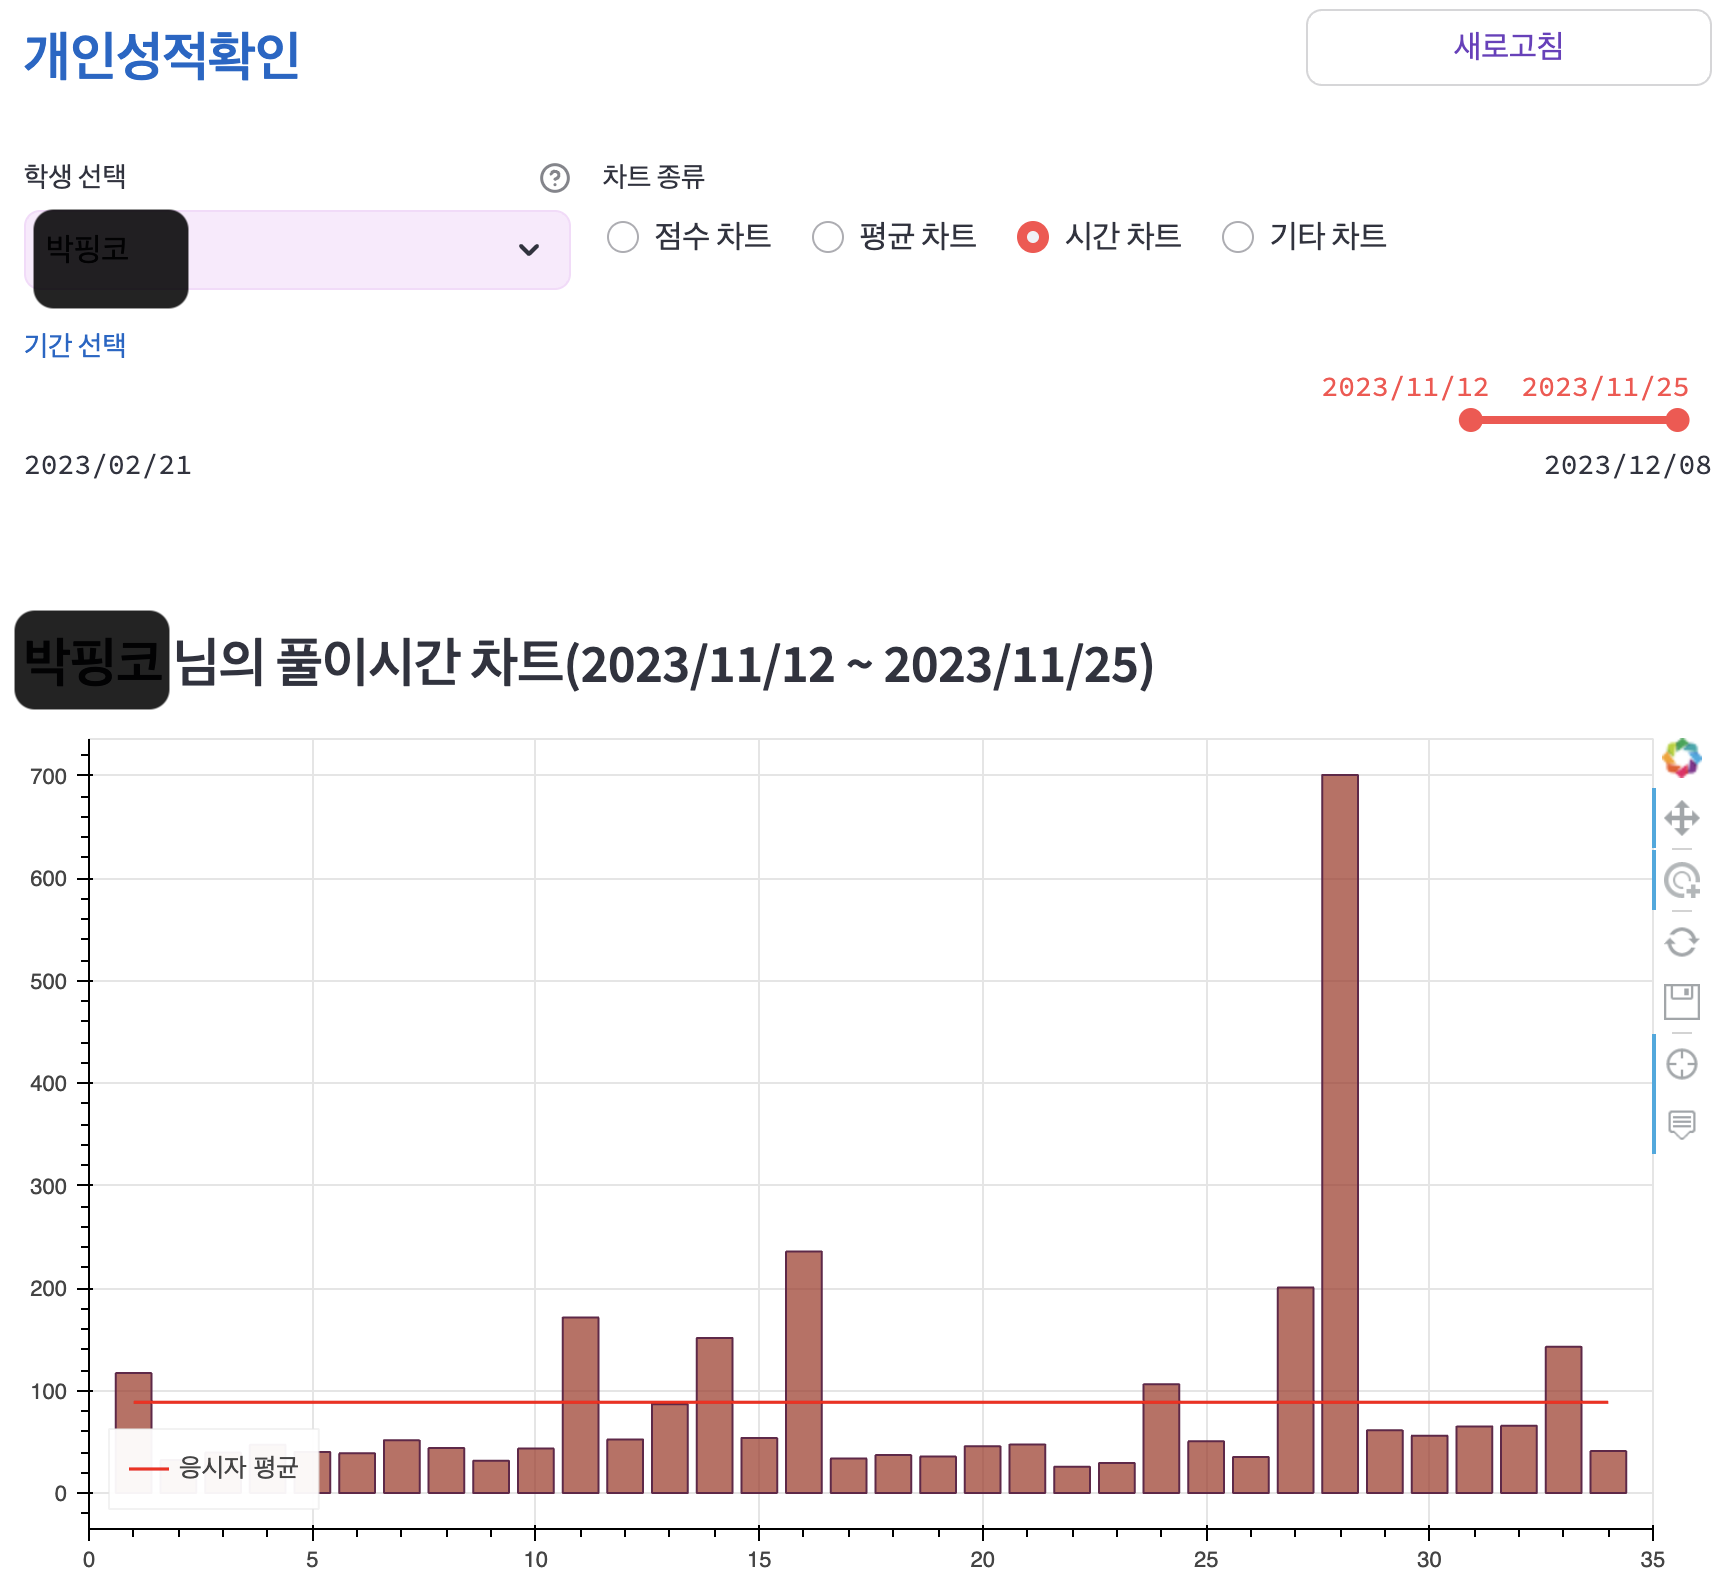 개인성적확인
새로고침
학생 선택
차트 종류
박핑코
점수 차트
평균 차트
시간 차트
기타 차트
기간 선택
2023/11/12 2023/11/25
2023/02/21
2023/12/08
박핑코 님의 풀이시간 차트(2023/11/12 ~ 2023/11/25)
700
600
500
400
300
200
100
0
응시자 평균
0 5 10 15 20 25 30 35